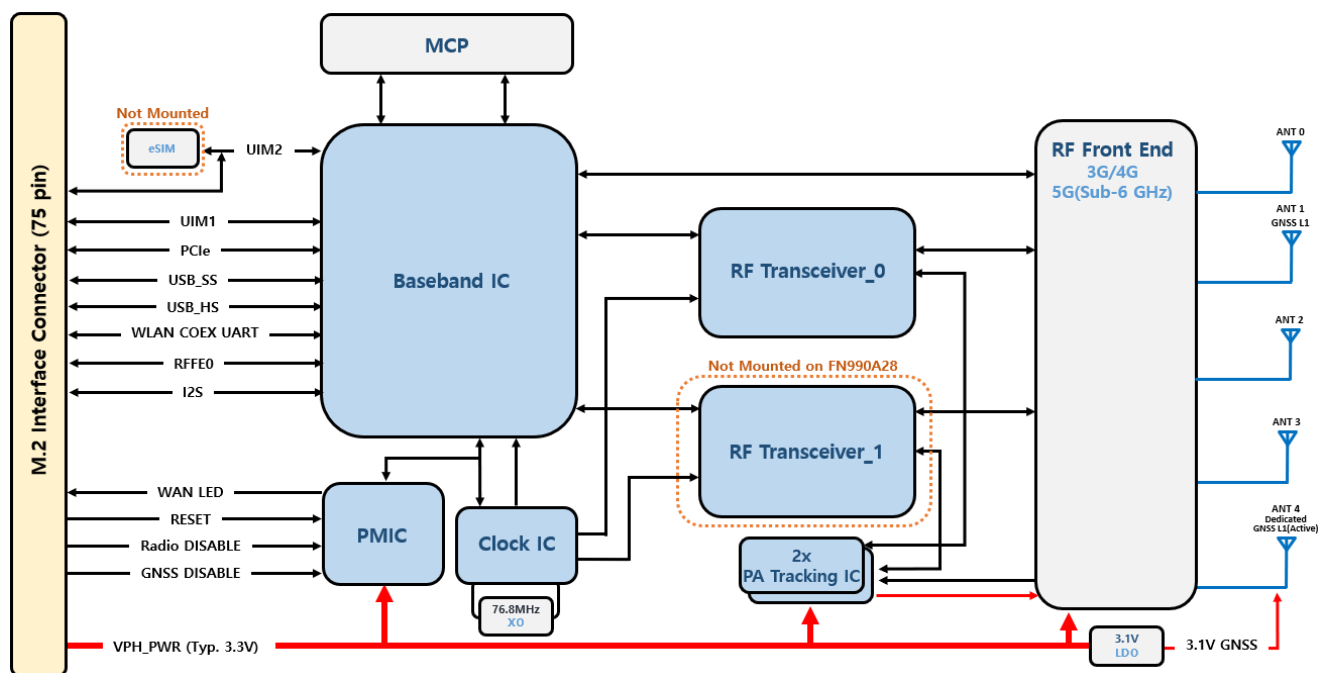 M.2 Interface Connector (75 pin)
MCP
Not Mounted
eSIM
UIM2
UIM1
PCIe
USB_SS
USB_HS
WLAN COEX UART
RFFE0
I2S
Baseband IC
WAN LED
RESET
Radio DISABLE
GNSS DISABLE
PMIC
Clock IC
76.8MHz
XO
VPH_PWR (Typ. 3.3V)
RF Transceiver_0
Not Mounted on FN990A28
RF Transceiver_1
2x
PA Tracking IC
RF Front End
3G/4G
5G(Sub-6 GHz)
3.1V
LDO
3.1V GNSS
ANT 0
ANT 1
GNSS L1
ANT 2
ANT 3
ANT 4
Dedicated
GNSS L1(Active)